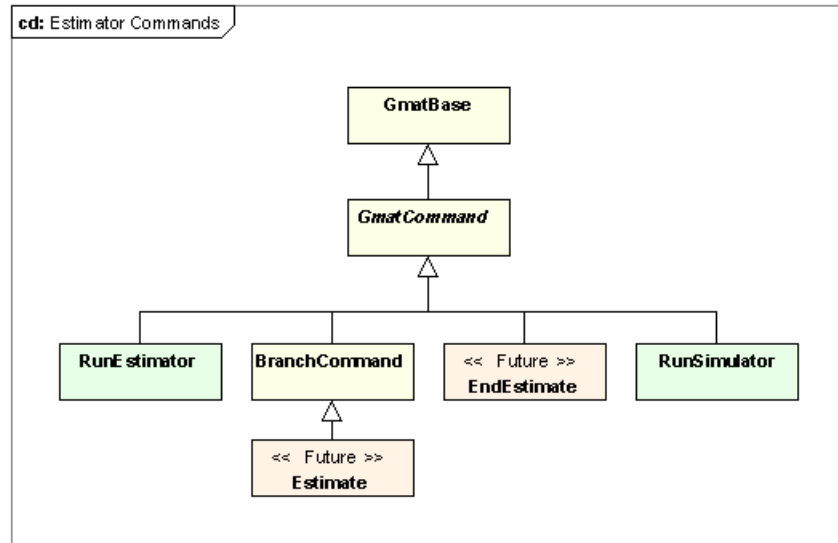 cd: Estimator Commands
GmatBase
GmatCommand
RunEstimator
BranchCommand
<< Future >>
EndEstimate
RunSimulator
<< Future >>
Estimate